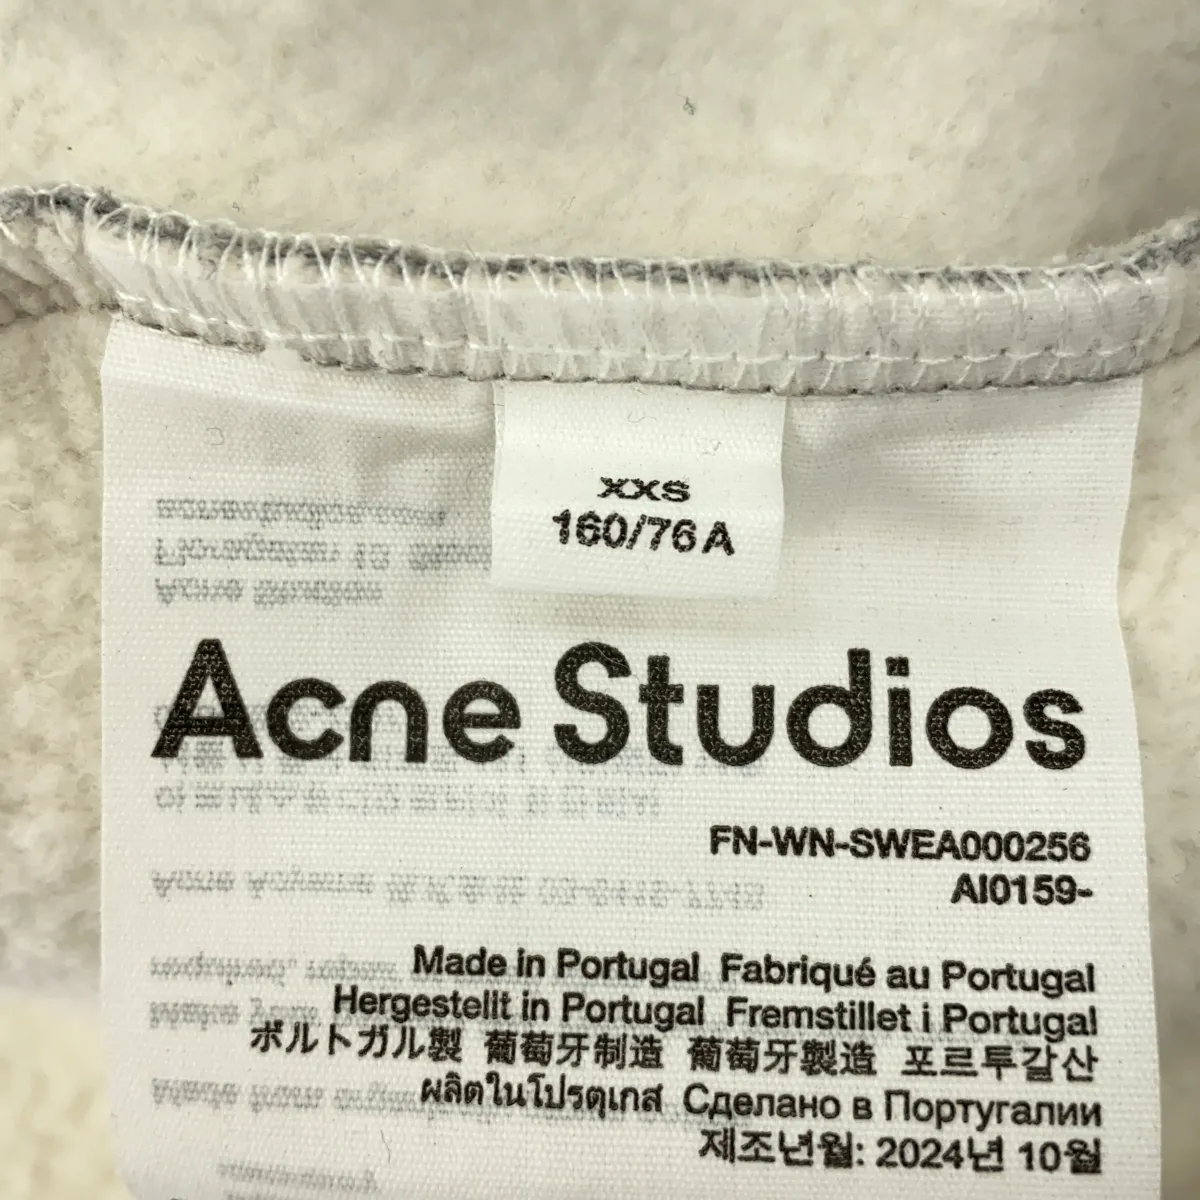 XXS
160/76A
Acne Studios
FN-WN-SWEA000256
AI0159-
Made in Portugal Fabriqué au Portugal
Hergestellt in Portugal Fremstillet i Portugal
ポルトガル製 葡萄牙制造 葡萄牙製造 포르투갈산
ผลิตในโปรตุเกส Сделано в Португалии
제조년월: 2024년 10월